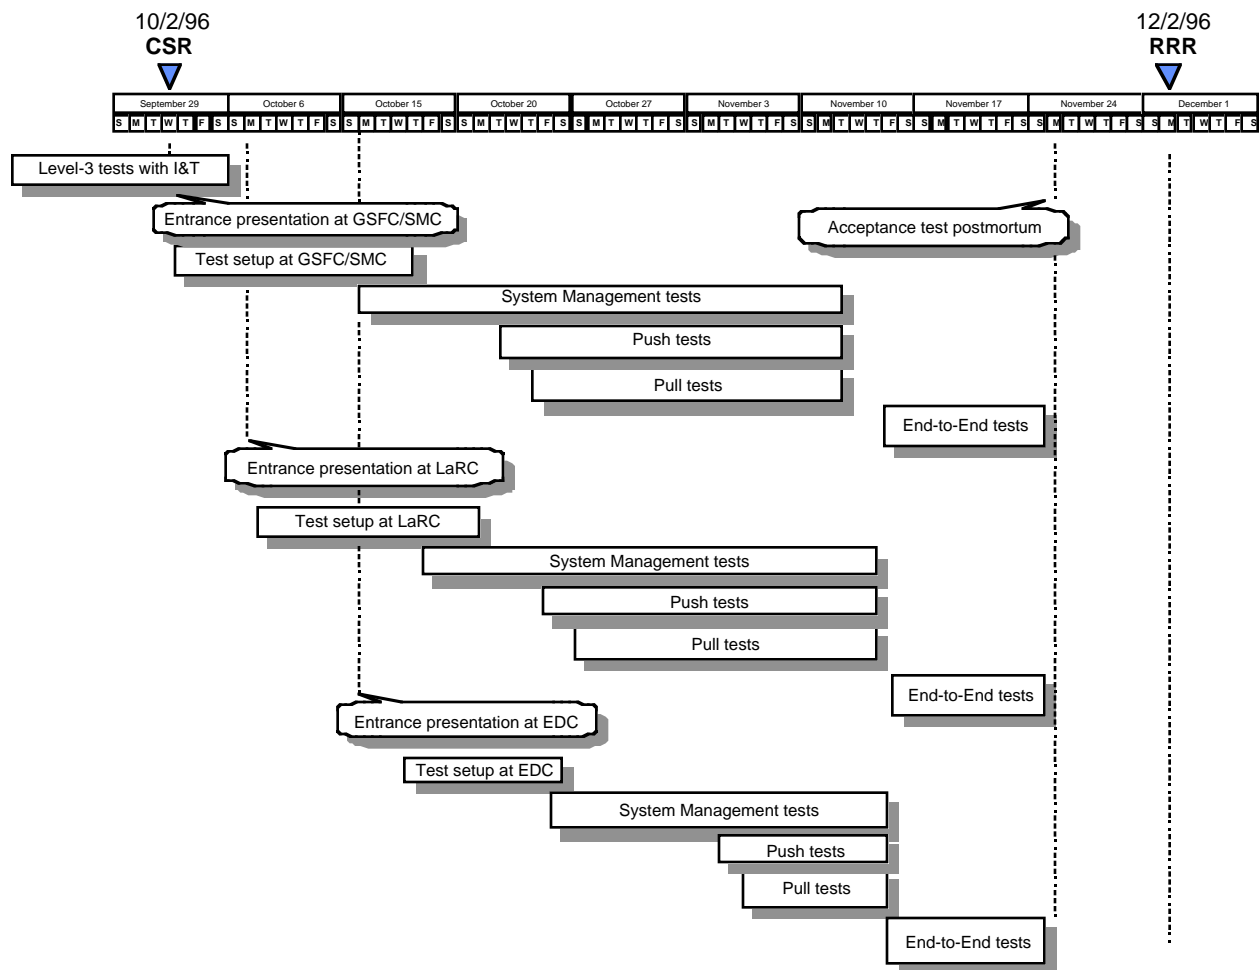 10/2/96
CSR
12/2/96
RRR
September 29 October 6 October 15 October 20 October 27 November 3 November 10 November 17 November 24 December 1
S M T W T F S S M T W T F S S M T W T F S S M T W T F S S M T W T F S S M T W T F S S M T W T F S S M T W T F S S M T W T F S S M T W T F S
Level-3 tests with I&T
Entrance presentation at GSFC/SMC
Acceptance test postmortum
Test setup at GSFC/SMC
System Management tests
Push tests
Pull tests
End-to-End tests
Entrance presentation at LaRC
Test setup at LaRC
System Management tests
Push tests
Pull tests
End-to-End tests
Entrance presentation at EDC
Test setup at EDC
System Management tests
Push tests
Pull tests
End-to-End tests